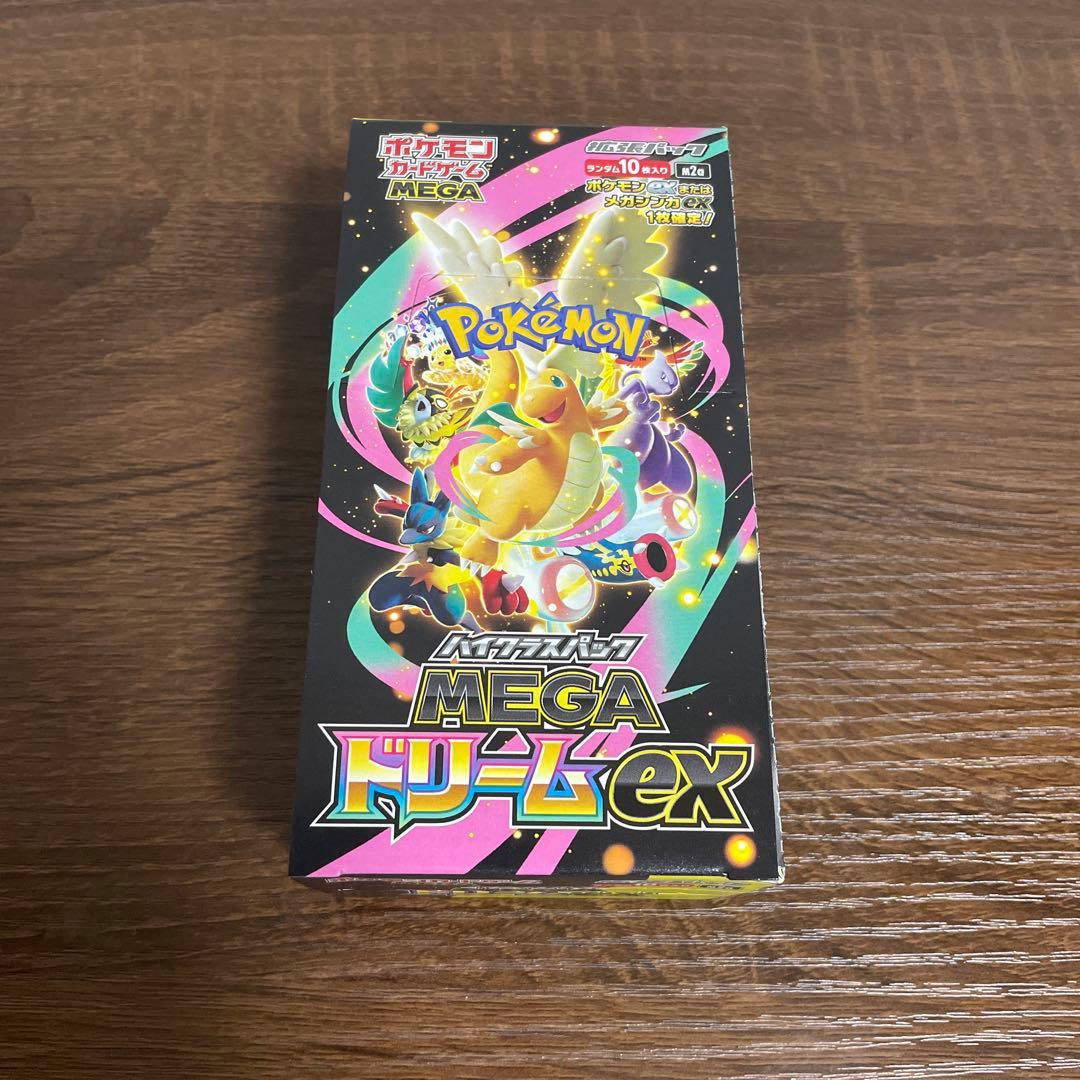 ポケモン
カードゲーム
MEGA
拡張パック
ランダム10枚入り M2a
ポケモンexまたは
メガシンカex
1枚確定!
POKéMON
TM
ハイクラスパック
MEGA
ドリームex